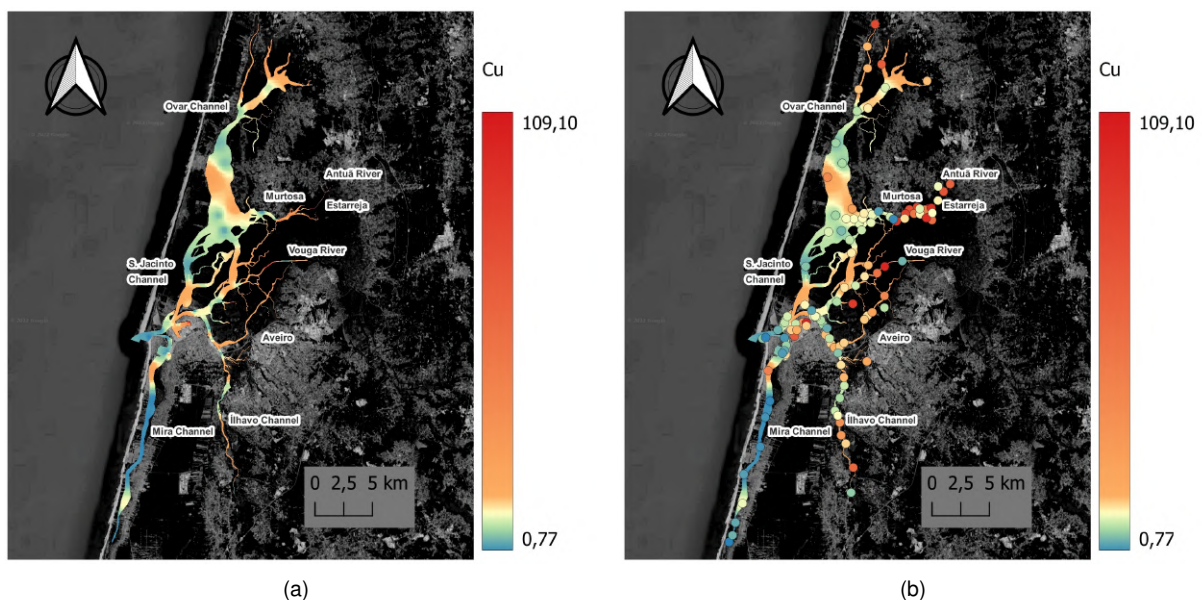 Cu
109,10
0,77
Ovar Channel
Antuã River
Murtosa
Estarreja
Vouga River
S. Jacinto
Channel
Aveiro
Ílhavo Channel
Mira Channel
0 2,5 5 km
(a)
Cu
109,10
0,77
Ovar Channel
Antuã River
Murtosa
Estarreja
Vouga River
S. Jacinto
Channel
Aveiro
Ílhavo Channel
Mira Channel
0 2,5 5 km
(b)